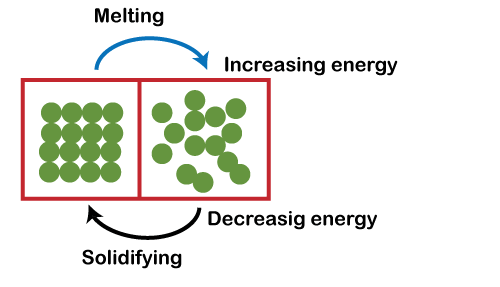 Melting
Increasing energy
Decreasig energy
Solidifying